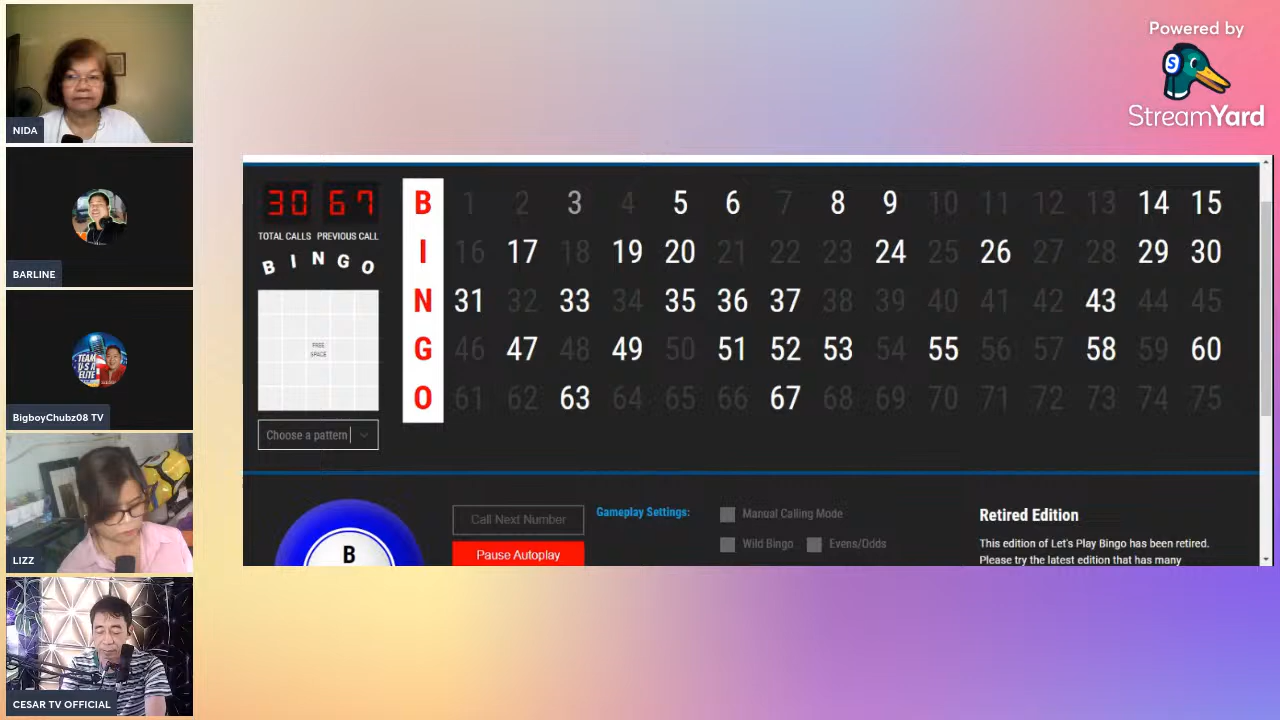 Powered by
S
StreamYard
NIDA
BARLINE
TEAM
U.S.A
ELITE
BigboyChubz08 TV
LIZZ
CESAR TV OFFICIAL
30 67
TOTAL CALLS PREVIOUS CALL
B I N G O
FREE
SPACE
Choose a pattern
B 1 2 3 4 5 6 7 8 9 10 11 12 13 14 15
I 16 17 18 19 20 21 22 23 24 25 26 27 28 29 30
N 31 32 33 34 35 36 37 38 39 40 41 42 43 44 45
G 46 47 48 49 50 51 52 53 54 55 56 57 58 59 60
O 61 62 63 64 65 66 67 68 69 70 71 72 73 74 75
B
Call Next Number
Pause Autoplay
Gameplay Settings:
Manual Calling Mode
Wild Bingo Evens/Odds
Retired Edition
This edition of Let's Play Bingo has been retired.
Please try the latest edition that has many